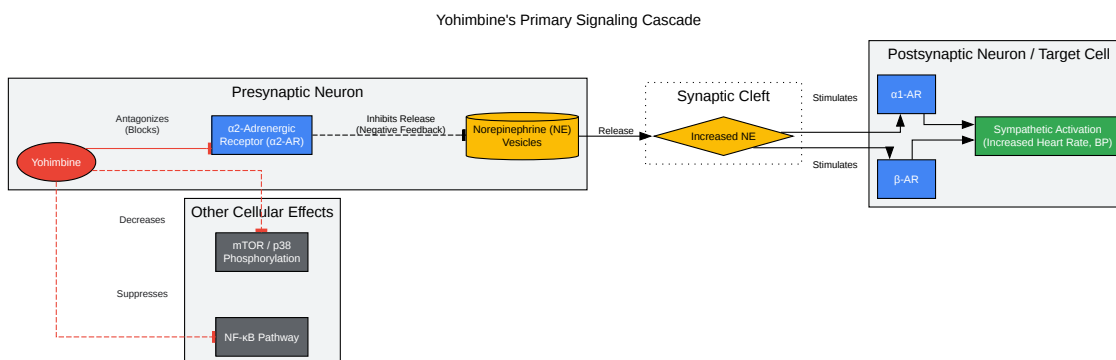 Yohimbine's Primary Signaling Cascade
Presynaptic Neuron
Antagonizes
(Blocks)
Yohimbine
α2-Adrenergic
Receptor (α2-AR)
Inhibits Release
(Negative Feedback)
Norepinephrine (NE)
Vesicles
Release
Synaptic Cleft
Increased NE
Stimulates
Stimulates
Postsynaptic Neuron / Target Cell
α1-AR
β-AR
Sympathetic Activation
(Increased Heart Rate, BP)
Other Cellular Effects
Decreases
mTOR / p38
Phosphorylation
Suppresses
NF-κB Pathway